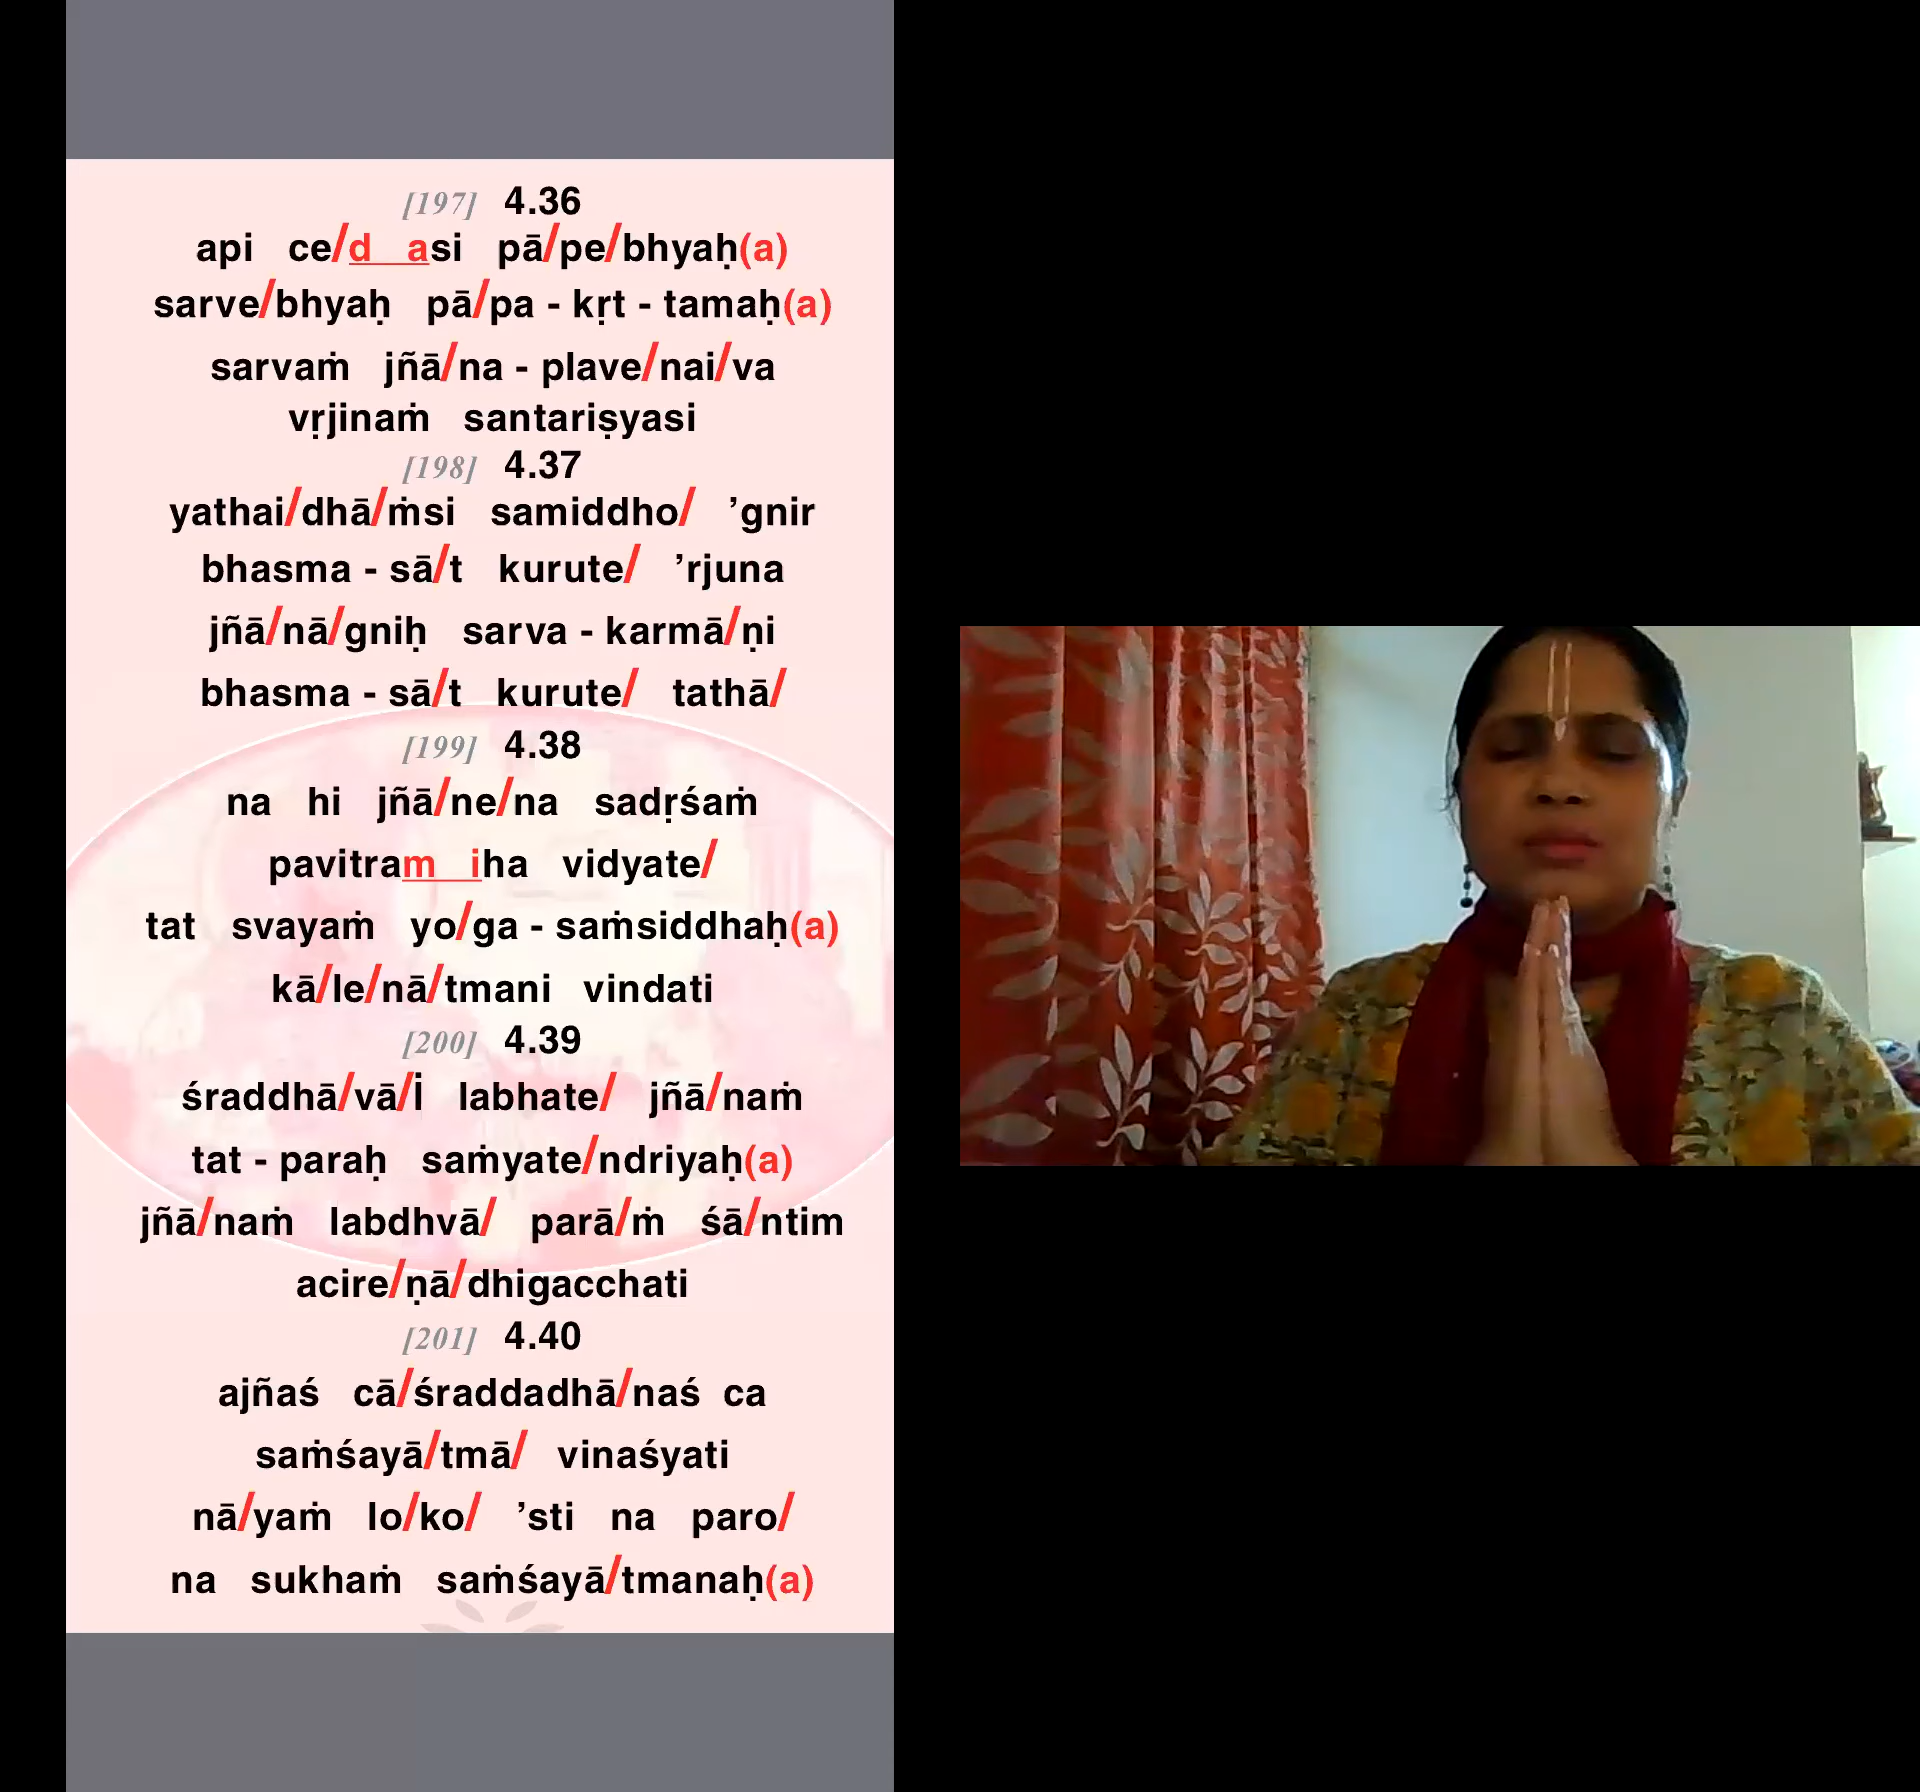 [197] 4.36
api ce/d asi pā/pe/bhyaḥ(a)
sarve/bhyaḥ pā/pa - kṛt - tamaḥ(a)
sarvaṁ jñā/na - plave/nai/va
vṛjinaṁ santariṣyasi
[198] 4.37
yathai/dhā/ṁsi samiddho/ ’gnir
bhasma - sā/t kurute/ ’rjuna
jñā/nā/gniḥ sarva - karmā/ṇi
bhasma - sā/t kurute/ tathā/
[199] 4.38
na hi jñā/ne/na sadṛśaṁ
pavitram iha vidyate/
tat svayaṁ yo/ga - saṁsiddhaḥ(a)
kā/le/nā/tmani vindati
[200] 4.39
śraddhā/vā/l̇ labhate/ jñā/naṁ
tat - paraḥ saṁyate/ndriyaḥ(a)
jñā/naṁ labdhvā/ parā/ṁ śā/ntim
acire/ṇā/dhigacchati
[201] 4.40
ajñaś cā/śraddadhā/naś ca
saṁśayā/tmā/ vinaśyati
nā/yaṁ lo/ko/ ’sti na paro/
na sukhaṁ saṁśayā/tmanaḥ(a)